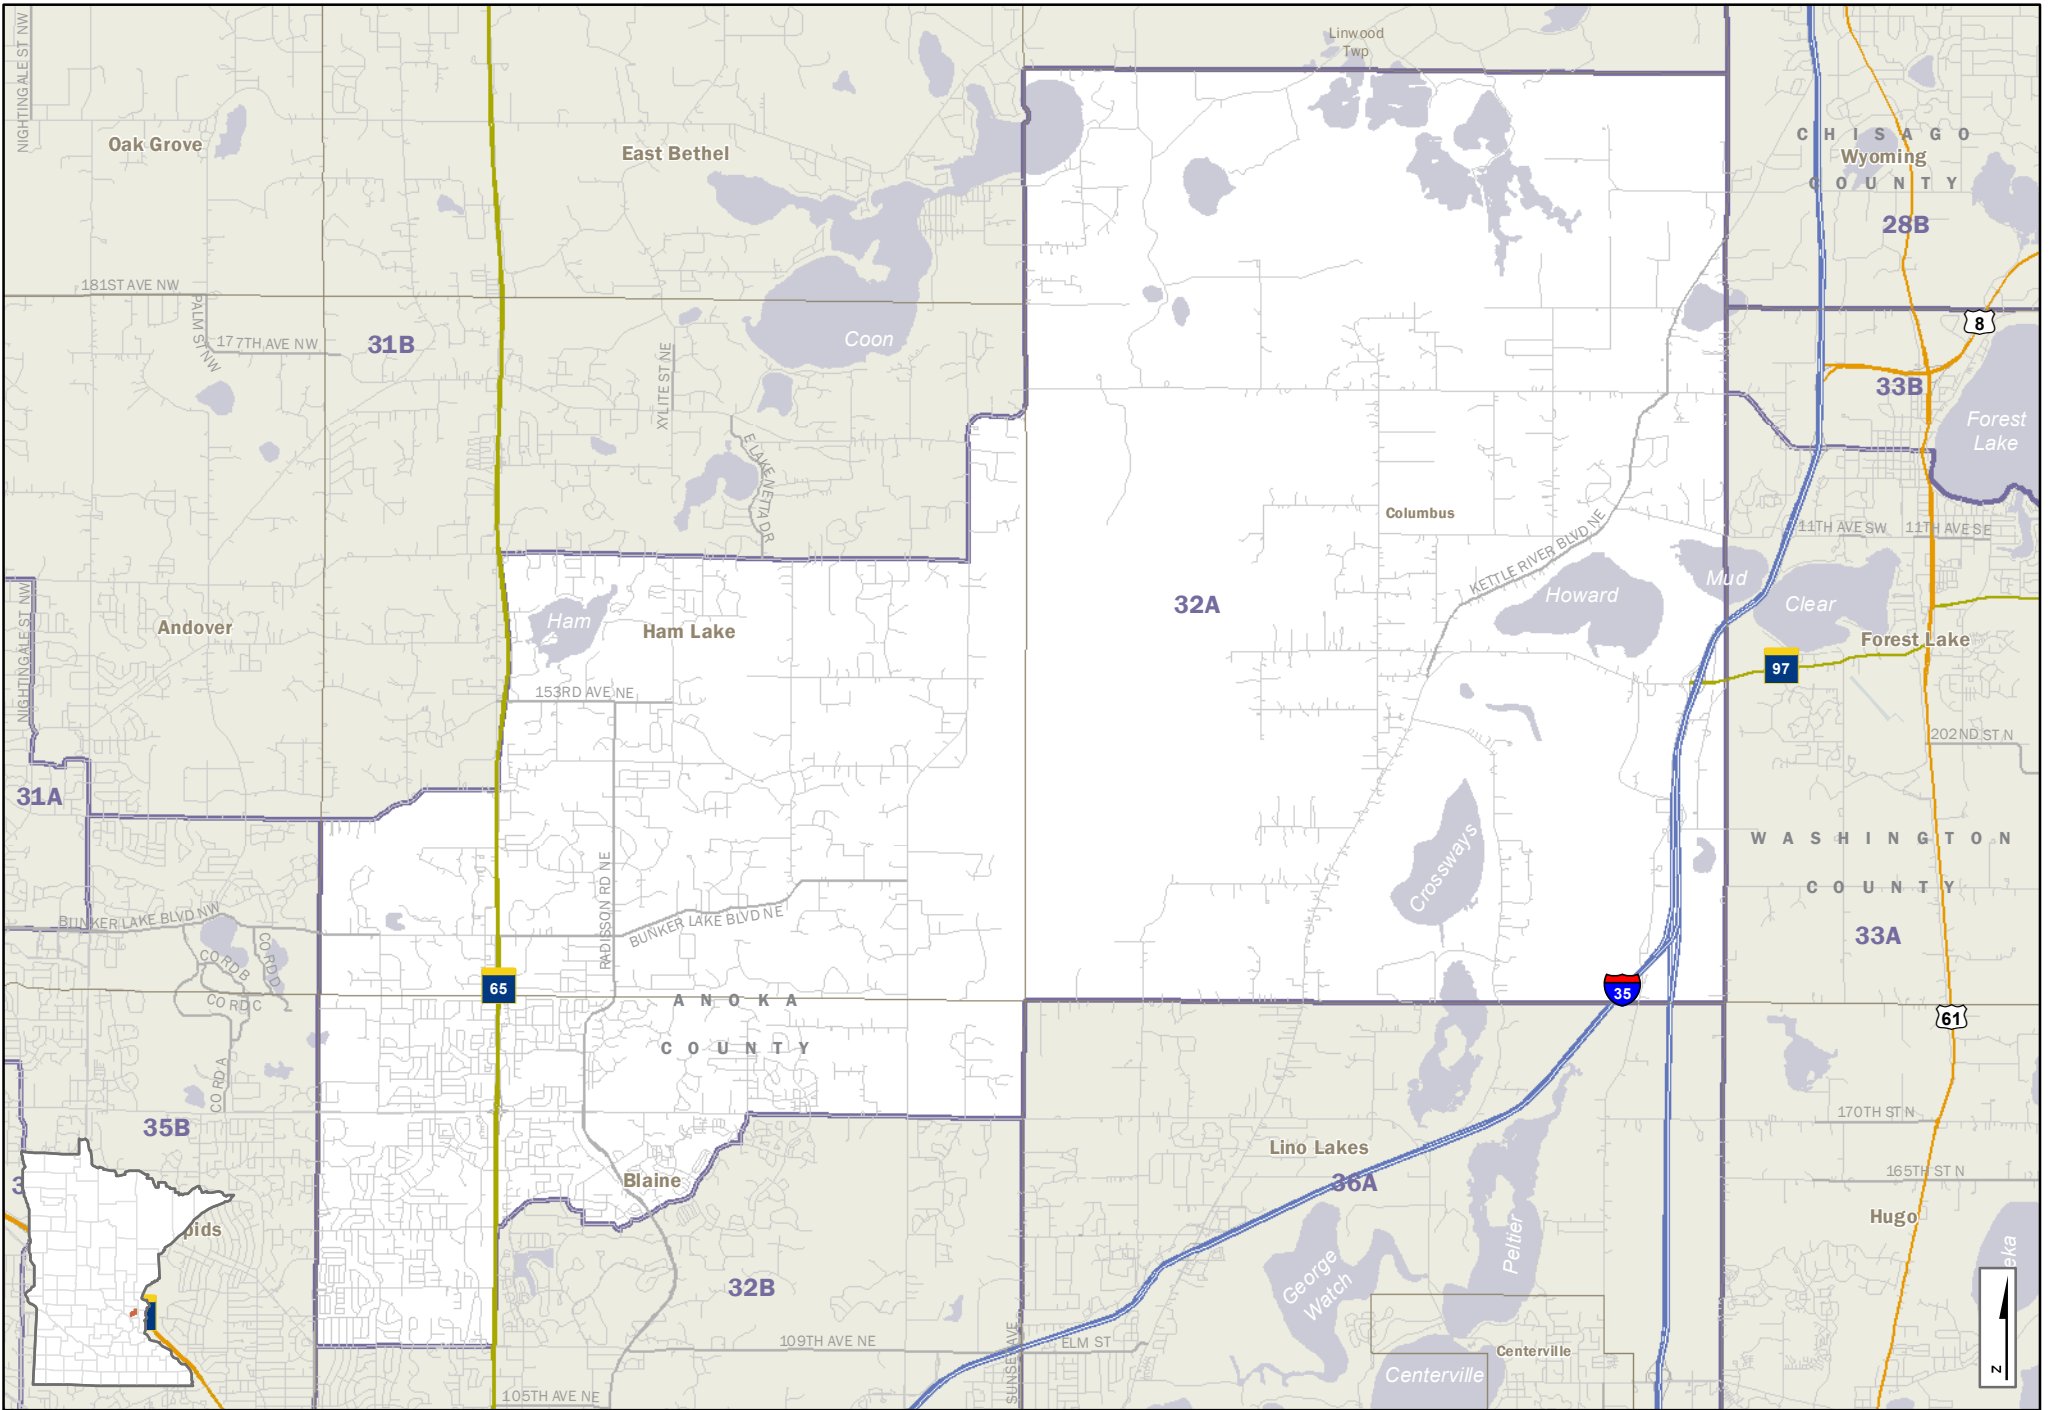 NIGHTINGALE ST NW
Linwood
Twp
Oak Grove
East Bethel
CHISAGO
Wyoming
COUNTY
28B
181ST AVE NW
PALM ST NW
177TH AVE NW
31B
Coon
8
XYLITE ST NE
33B
Forest
Lake
E LAKE NETTA DR
Columbus
KETTLE RIVER BLVD NE
11TH AVE SW
11TH AVE SE
NIGHTINGALE ST NW
Andover
Ham
Ham Lake
32A
Howard
Mud
Clear
Forest Lake
97
153RD AVE NE
202ND ST N
31A
Crossways
WASHINGTON
COUNTY
RADISSON RD NE
BUNKER LAKE BLVD NW
BUNKER LAKE BLVD NE
33A
CO RD B
CO RD D
CO RD C
65
35
ANOKA
COUNTY
61
CO RD A
35B
170TH ST N
Lino Lakes
36A
165TH ST N
Blaine
3
pids
Hugo
Peltier
George
Watch
eka
32B
109TH AVE NE
SUNSET AVE
ELM ST
Centerville
Centerville
105TH AVE NE
N